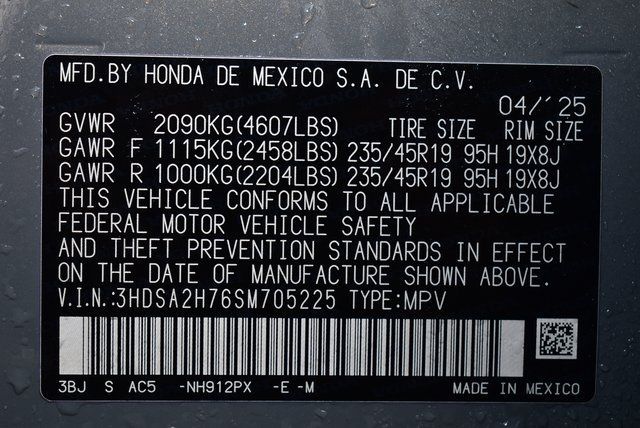 MFD.BY HONDA DE MEXICO S.A. DE C.V.
04/'25
GVWR 2090KG(4607LBS) TIRE SIZE RIM SIZE
GAWR F 1115KG(2458LBS) 235/45R19 95H 19X8J
GAWR R 1000KG(2204LBS) 235/45R19 95H 19X8J
THIS VEHICLE CONFORMS TO ALL APPLICABLE
FEDERAL MOTOR VEHICLE SAFETY
AND THEFT PREVENTION STANDARDS IN EFFECT
ON THE DATE OF MANUFACTURE SHOWN ABOVE.
V.I.N.:3HDSA2H76SM705225 TYPE:MPV
3BJ S AC5 -NH912PX -E -M MADE IN MEXICO